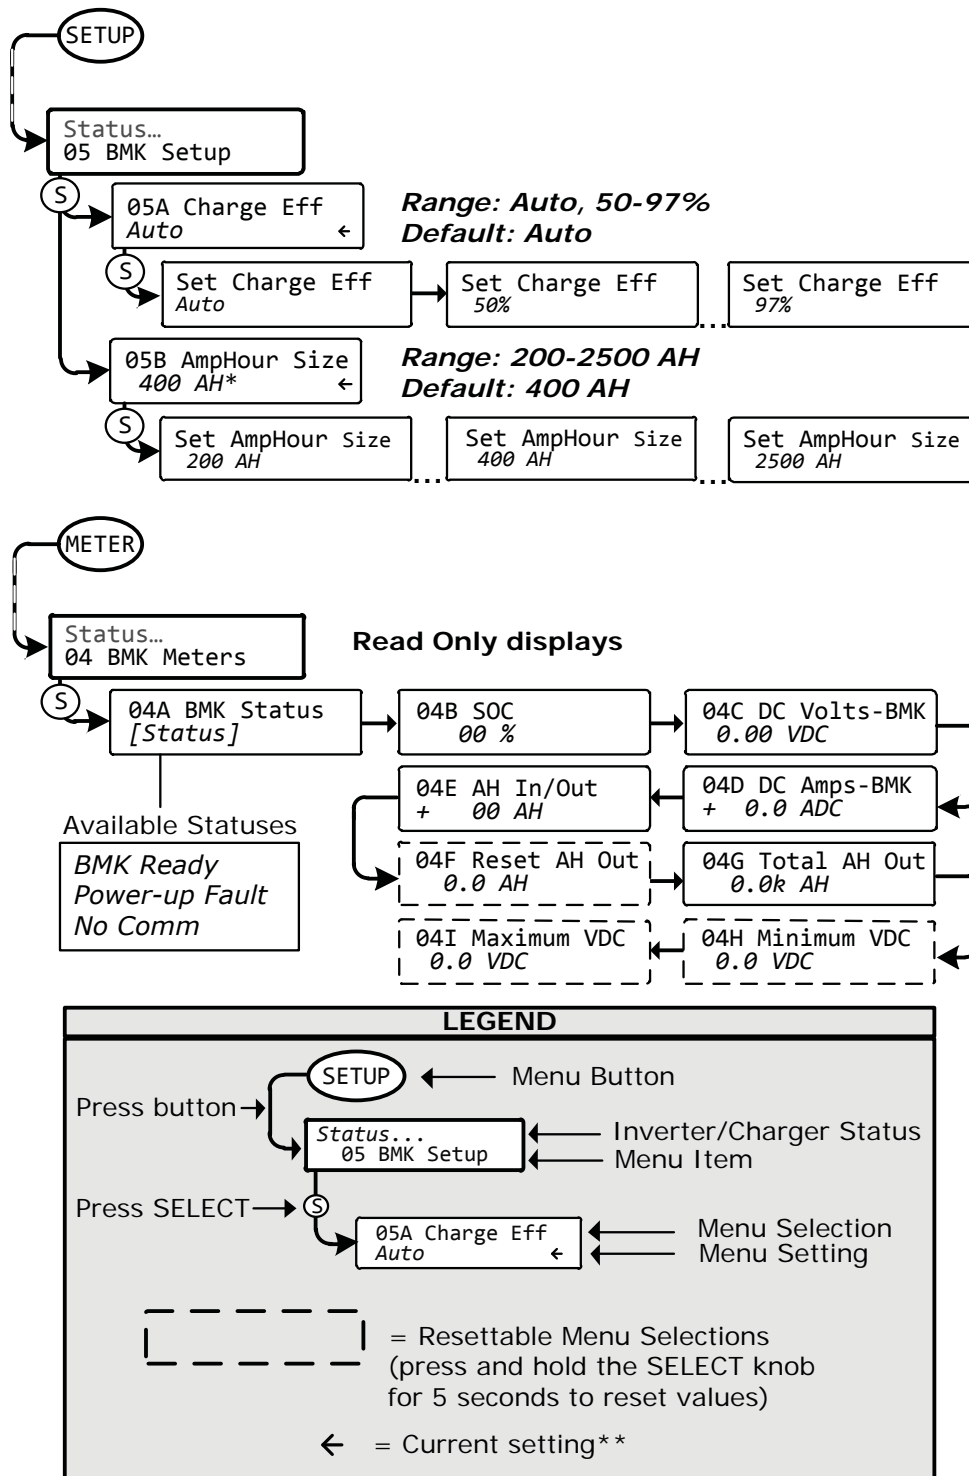 SETUP
Status…
05 BMK Setup
S
05A Charge Eff
Auto ←
Range: Auto, 50-97%
Default: Auto
S
Set Charge Eff
Auto
Set Charge Eff
50%
...
Set Charge Eff
97%
05B AmpHour Size
400 AH* ←
Range: 200-2500 AH
Default: 400 AH
S
Set AmpHour Size
200 AH
...
Set AmpHour Size
400 AH
...
Set AmpHour Size
2500 AH
METER
Status…
04 BMK Meters
Read Only displays
S
04A BMK Status
[Status]
04B SOC
00 %
04C DC Volts-BMK
0.00 VDC
04D DC Amps-BMK
+ 0.0 ADC
04E AH In/Out
+ 00 AH
04F Reset AH Out
0.0 AH
04G Total AH Out
0.0k AH
04H Minimum VDC
0.0 VDC
04I Maximum VDC
0.0 VDC
Available Statuses
BMK Ready
Power-up Fault
No Comm
LEGEND
SETUP
Menu Button
Press button
Status...
05 BMK Setup
Inverter/Charger Status
Menu Item
Press SELECT
S
05A Charge Eff
Auto ←
Menu Selection
Menu Setting
= Resettable Menu Selections
(press and hold the SELECT knob
for 5 seconds to reset values)
← = Current setting**